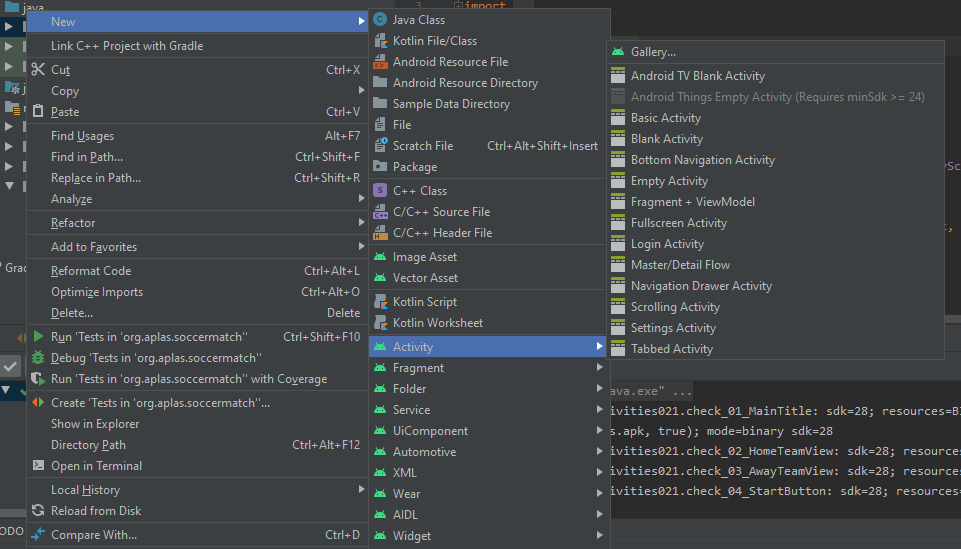 java
3
import
New
Link C++ Project with Gradle
Cut Ctrl+X
Copy
Paste Ctrl+V
Find Usages Alt+F7
Find in Path... Ctrl+Shift+F
Replace in Path... Ctrl+Shift+R
Analyze
Refactor
Add to Favorites
Reformat Code Ctrl+Alt+L
Optimize Imports Ctrl+Alt+O
Delete... Delete
Run 'Tests in 'org.aplas.soccermatch'' Ctrl+Shift+F10
Debug 'Tests in 'org.aplas.soccermatch''
Run 'Tests in 'org.aplas.soccermatch'' with Coverage
Create 'Tests in 'org.aplas.soccermatch''...
Show in Explorer
Directory Path Ctrl+Alt+F12
Open in Terminal
Local History
Reload from Disk
Compare With... Ctrl+D
Java Class
Kotlin File/Class
Android Resource File
Android Resource Directory
Sample Data Directory
File
Scratch File Ctrl+Alt+Shift+Insert
Package
C++ Class
C/C++ Source File
C/C++ Header File
Image Asset
Vector Asset
Kotlin Script
Kotlin Worksheet
Activity
Fragment
Folder
Service
UiComponent
Automotive
XML
Wear
AIDL
Widget
Gallery...
Android TV Blank Activity
Android Things Empty Activity (Requires minSdk >= 24)
Basic Activity
Blank Activity
Bottom Navigation Activity
Empty Activity
Fragment + ViewModel
Fullscreen Activity
Login Activity
Master/Detail Flow
Navigation Drawer Activity
Scrolling Activity
Settings Activity
Tabbed Activity
ySc
Grad
ava.exe" ...
ivities021.check_01_MainTitle: sdk=28; resources=BI
s.apk, true); mode=binary sdk=28
ivities021.check_02_HomeTeamView: sdk=28; resources
ivities021.check_03_AwayTeamView: sdk=28; resources
ivities021.check_04_StartButton: sdk=28; resources=
ODO